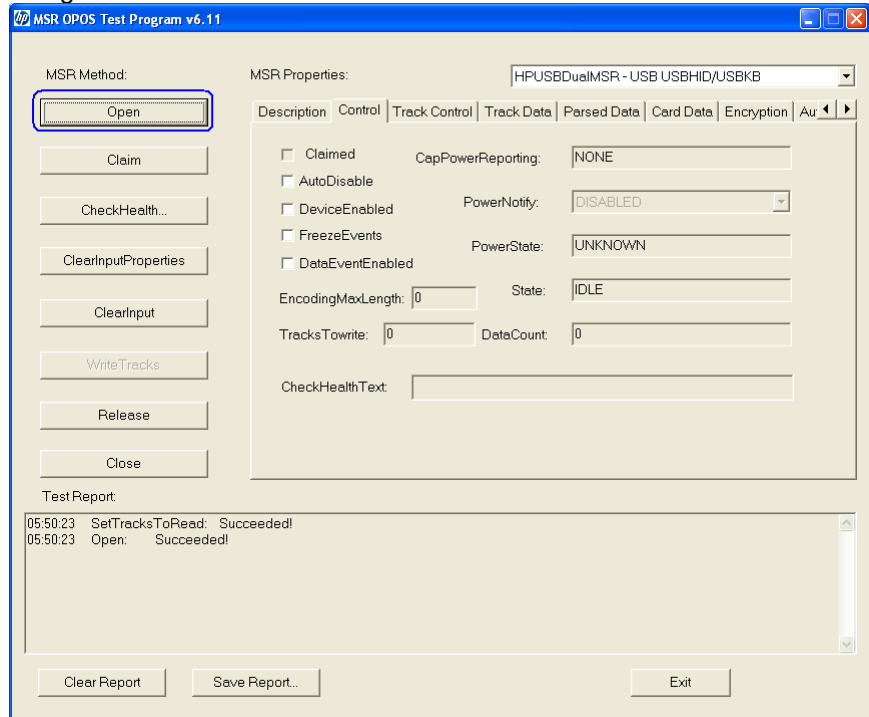 MSR OPOS Test Program v6.11
MSR Method:
MSR Properties:
HPUSBDualMSR - USB USBHID/USBKB
Open
Claim
CheckHealth...
ClearInputProperties
ClearInput
WriteTracks
Release
Close
Description Control Track Control Track Data Parsed Data Card Data Encryption Au
Claimed
AutoDisable
DeviceEnabled
FreezeEvents
DataEventEnabled
CapPowerReporting: NONE
PowerNotify: DISABLED
PowerState: UNKNOWN
EncodingMaxLength: 0 State: IDLE
TracksTowrite: 0 DataCount: 0
CheckHealthText:
Test Report:
05:50:23 SetTracksToRead: Succeeded!
05:50:23 Open: Succeeded!
Clear Report Save Report... Exit